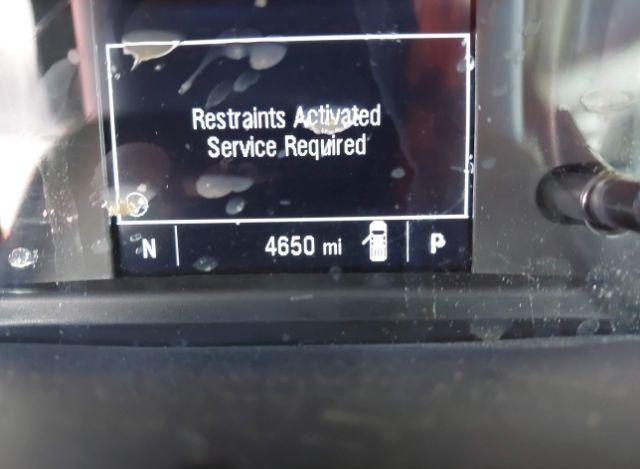 Restraints Activated
Service Required
N 4650 mi P